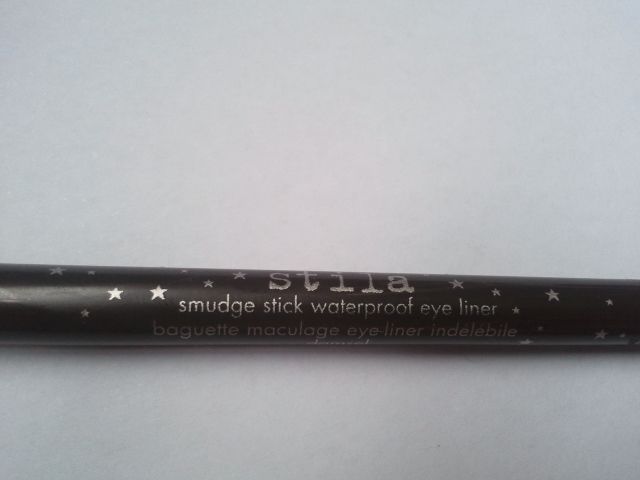 stila
smudge stick waterproof eye liner
baguette maculage eye-liner indélébile